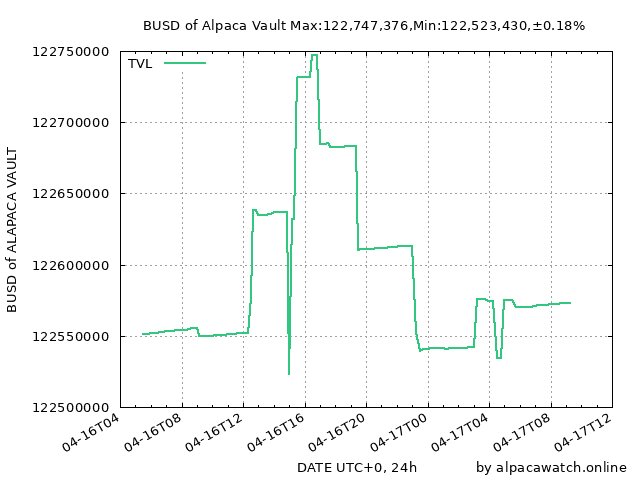 BUSD of Alpaca Vault Max:122,747,376,Min:122,523,430,±0.18%
TVL
122750000
122700000
122650000
122600000
122550000
122500000
BUSD of ALAPACA VAULT
04-16T04
04-16T08
04-16T12
04-16T16
04-16T20
04-17T00
04-17T04
04-17T08
04-17T12
DATE UTC+0, 24h
by alpacawatch.online